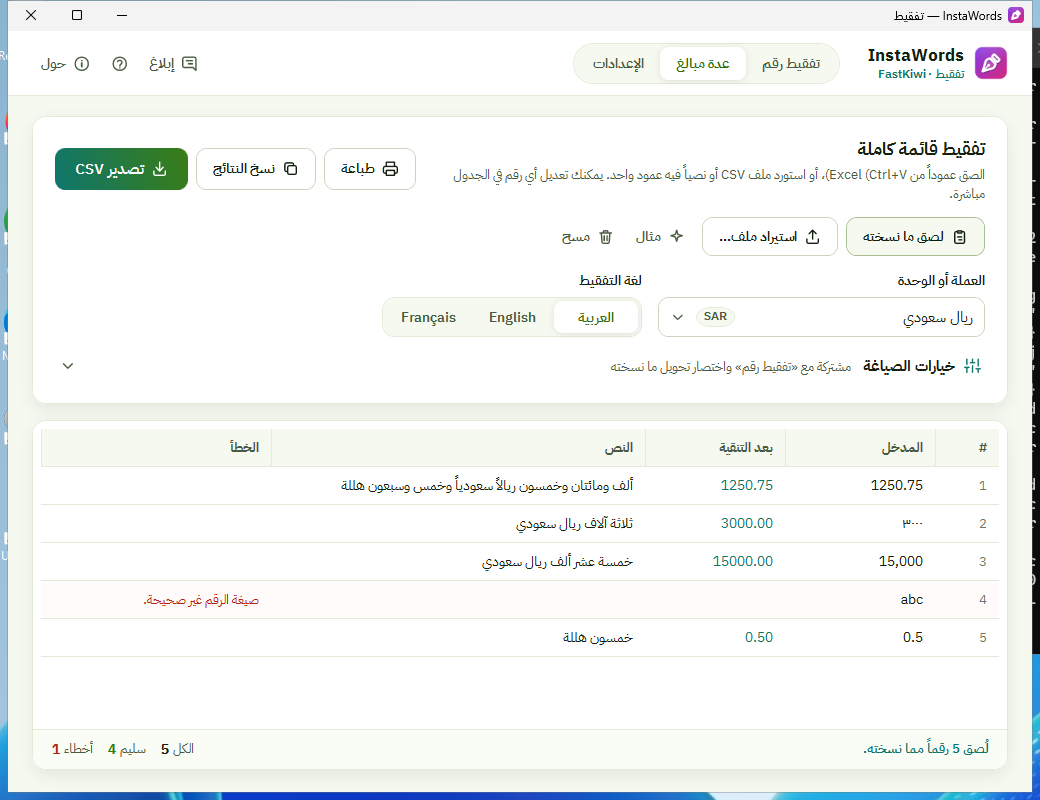 InstaWords — تفقيط
InstaWords
تفقيط · FastKiwi
تفقيط رقم
عدة مبالغ
الإعدادات
إبلاغ
حول
تفقيط قائمة كاملة
الصق عموداً من Excel (Ctrl+V)، أو استورد ملف CSV أو نصياً فيه عمود واحد. يمكنك تعديل أي رقم في الجدول
مباشرة.
طباعة
نسخ النتائج
تصدير CSV
لصق ما نسخته
استيراد ملف...
مثال
مسح
العملة أو الوحدة
لغة التفقيط
ريال سعودي
SAR
العربية
English
Français
خيارات الصياغة
مشتركة مع «تفقيط رقم» واختصار تحويل ما نسخته
# المدخل بعد التنقية النص الخطأ
1 1250.75 1250.75 ألف ومائتان وخمسون ريالاً سعودياً وخمس وسبعون هللة
2 ٣٠٠٠ 3000.00 ثلاثة آلاف ريال سعودي
3 15,000 15000.00 خمسة عشر ألف ريال سعودي
4 abc صيغة الرقم غير صحيحة.
5 0.5 0.50 خمسون هللة
لُصق 5 رقماً مما نسخته.
الكل 5 سليم 4 أخطاء 1